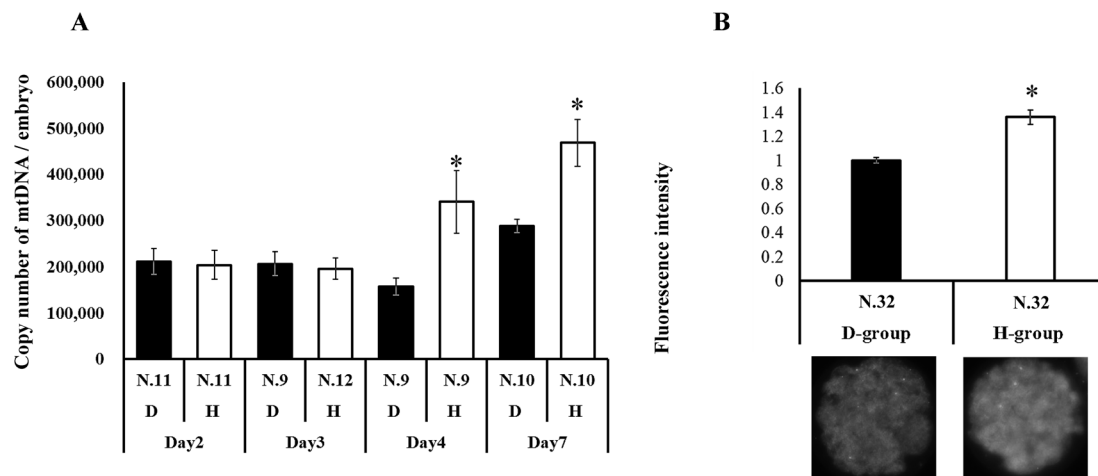 A
Copy number of mtDNA / embryo
600,000
500,000
400,000
300,000
200,000
100,000
0
*
*
N.11 N.11 N.9 N.12 N.9 N.9 N.10 N.10
D H D H D H D H
Day2 Day3 Day4 Day7
B
Fluorescence intensity
1.6
1.4
1.2
1
0.8
0.6
0.4
0.2
0
*
N.32 N.32
D-group H-group